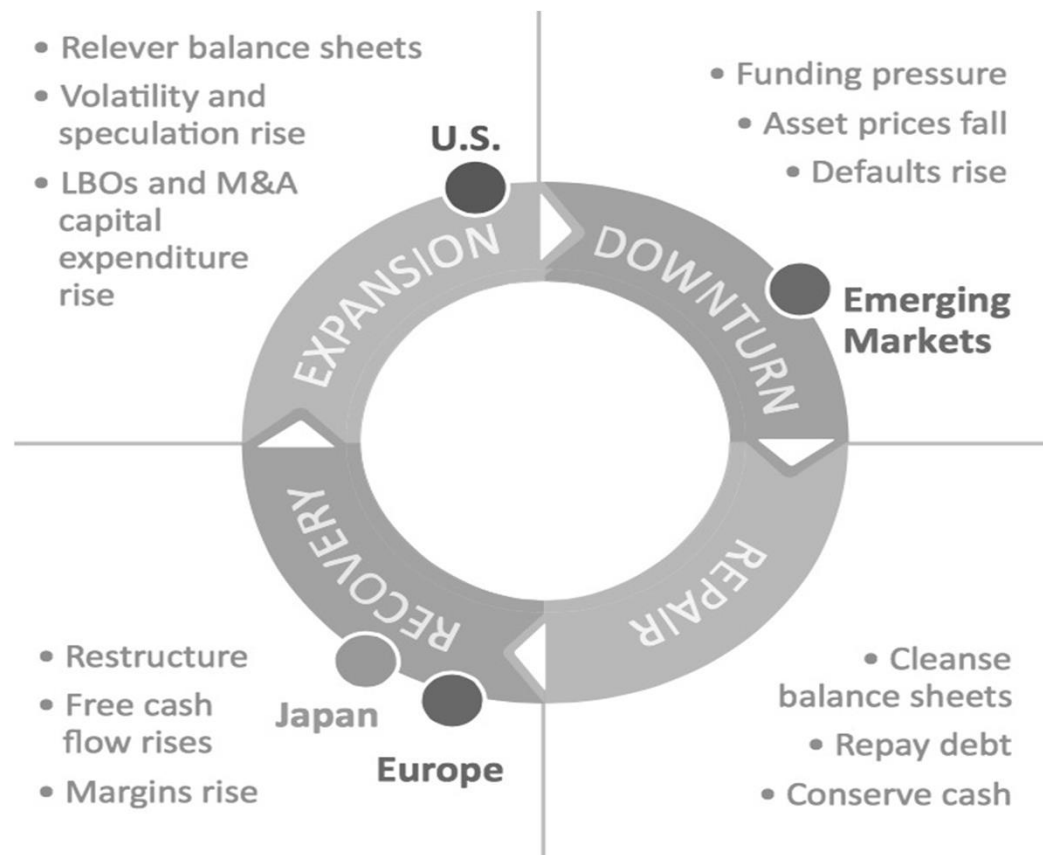 • Relever balance sheets
• Volatility and
speculation rise
• LBOs and M&A
capital
expenditure
rise
U.S.
• Funding pressure
• Asset prices fall
• Defaults rise
EXPANSION
DOWNTURN
Emerging
Markets
RECOVERY
REPAIR
• Restructure
• Free cash
flow rises
• Margins rise
Japan
Europe
• Cleanse
balance sheets
• Repay debt
• Conserve cash